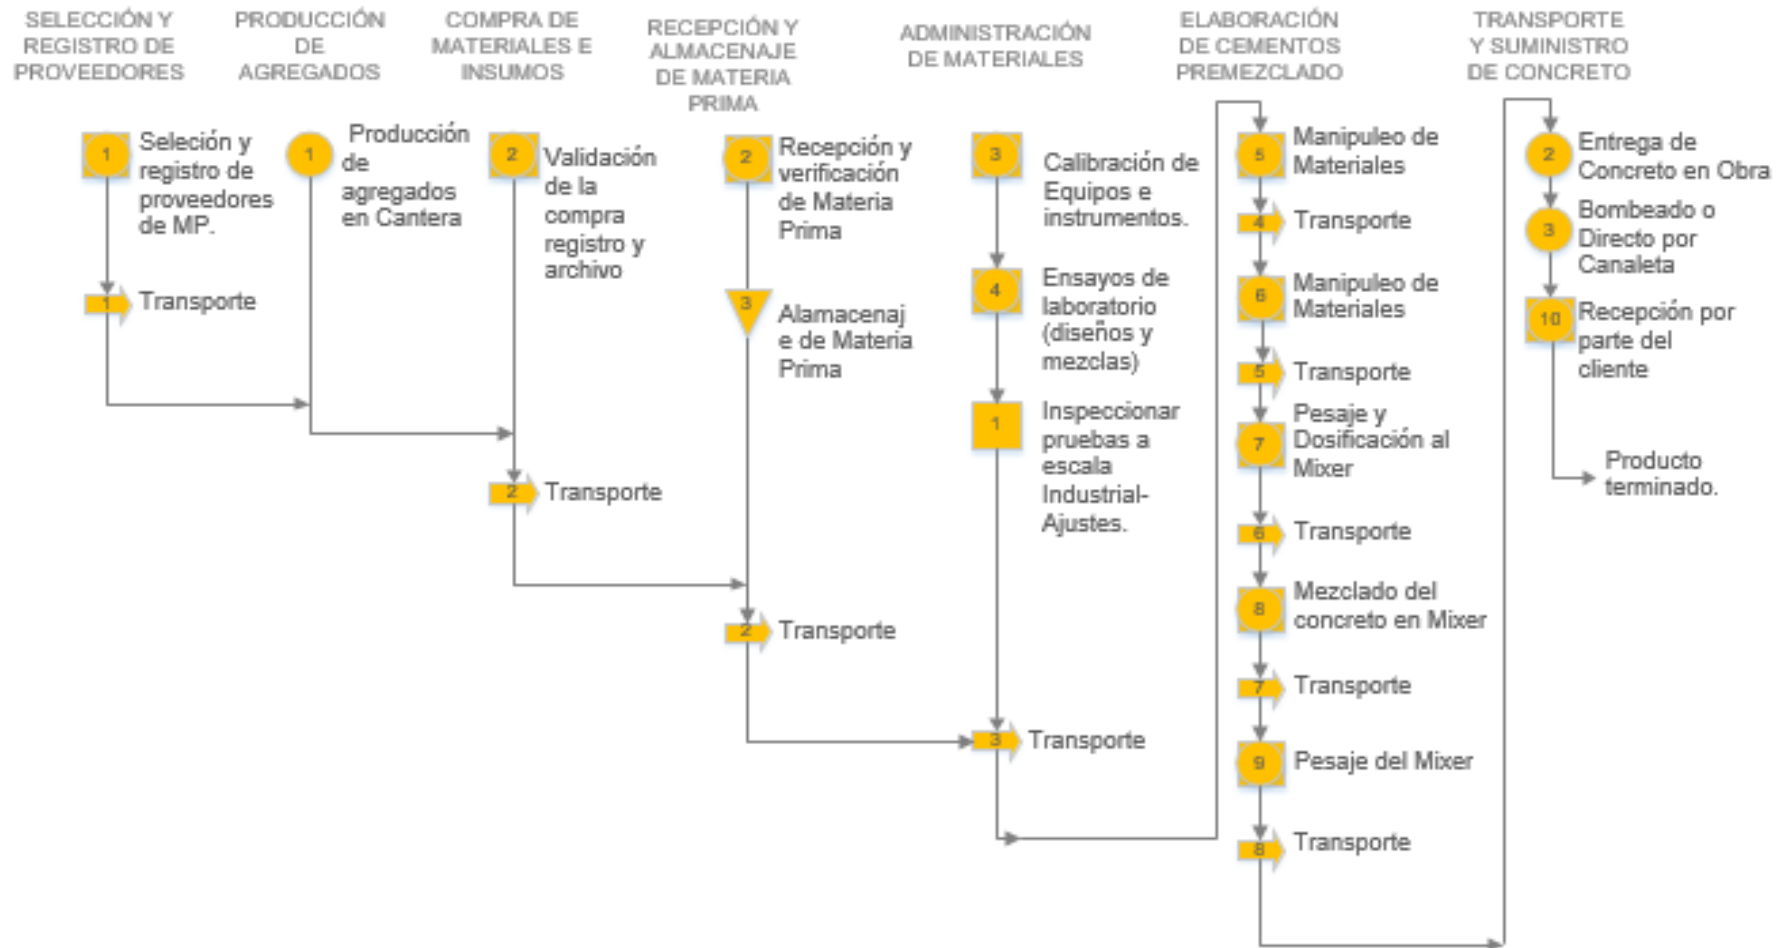 SELECCIÓN Y
REGISTRO DE
PROVEEDORES
PRODUCCIÓN
DE
AGREGADOS
COMPRA DE
MATERIALES E
INSUMOS
RECEPCIÓN Y
ALMACENAJE
DE MATERIA
PRIMA
ADMINISTRACIÓN
DE MATERIALES
ELABORACIÓN
DE CEMENTOS
PREMEZCLADO
TRANSPORTE
Y SUMINISTRO
DE CONCRETO
1
Seleción y
registro de
proveedores
de MP.
1
Transporte
1
Producción
de
agregados
en Cantera
2
Validación
de la
compra
registro y
archivo
2
Transporte
2
Recepción y
verificación
de Materia
Prima
3
Alamacenaj
e de Materia
Prima
2
Transporte
3
Calibración de
Equipos e
instrumentos.
4
Ensayos de
laboratorio
(diseños y
mezclas)
1
Inspeccionar
pruebas a
escala
Industrial-
Ajustes.
3
Transporte
5
Manipuleo de
Materiales
4
Transporte
6
Manipuleo de
Materiales
5
Transporte
7
Pesaje y
Dosificación al
Mixer
6
Transporte
8
Mezclado del
concreto en Mixer
7
Transporte
9
Pesaje del Mixer
8
Transporte
2
Entrega de
Concreto en Obra
3
Bombeado o
Directo por
Canaleta
10
Recepción por
parte del
cliente
Producto
terminado.